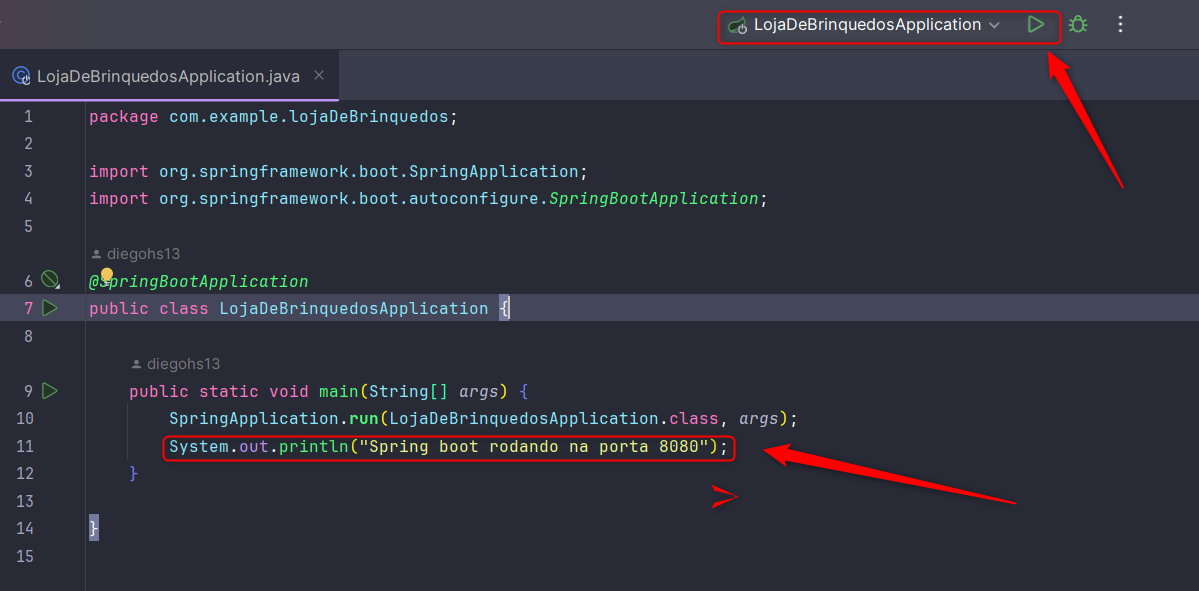 LojaDeBrinquedosApplication
LojaDeBrinquedosApplication.java
1 package com.example.lojaDeBrinquedos;
2
3 import org.springframework.boot.SpringApplication;
4 import org.springframework.boot.autoconfigure.SpringBootApplication;
5
diegohs13
6 @SpringBootApplication
7 public class LojaDeBrinquedosApplication {
8
diegohs13
9 public static void main(String[] args) {
10 SpringApplication.run(LojaDeBrinquedosApplication.class, args);
11 System.out.println("Spring boot rodando na porta 8080");
12 }
13
14 }
15